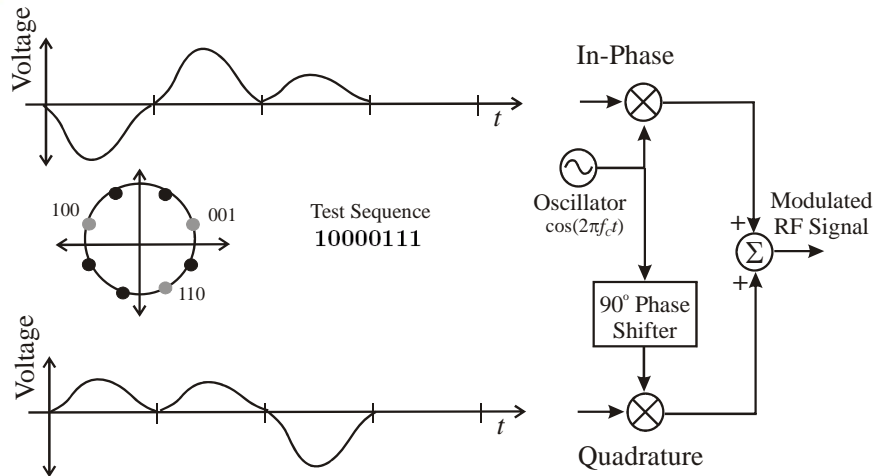 Voltage
t
In-Phase
Oscillator
cos(2πf_c t)
Modulated
RF Signal
+
Σ
+
100
001
110
Test Sequence
10000111
90° Phase
Shifter
Voltage
t
Quadrature